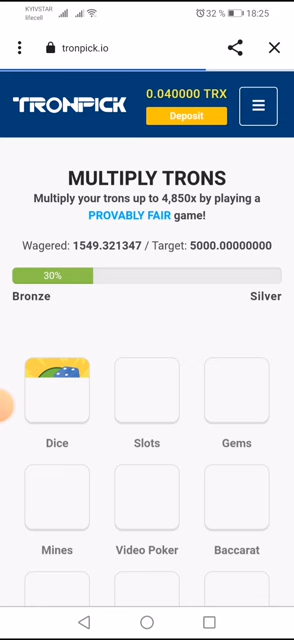 KYIVSTAR
lifecell
32 % 18:25
tronpick.io
TRONPICK
0.040000 TRX
Deposit
MULTIPLY TRONS
Multiply your trons up to 4,850x by playing a
PROVABLY FAIR game!
Wagered: 1549.321347 / Target: 5000.00000000
30%
Bronze Silver
Dice Slots Gems
Mines Video Poker Baccarat